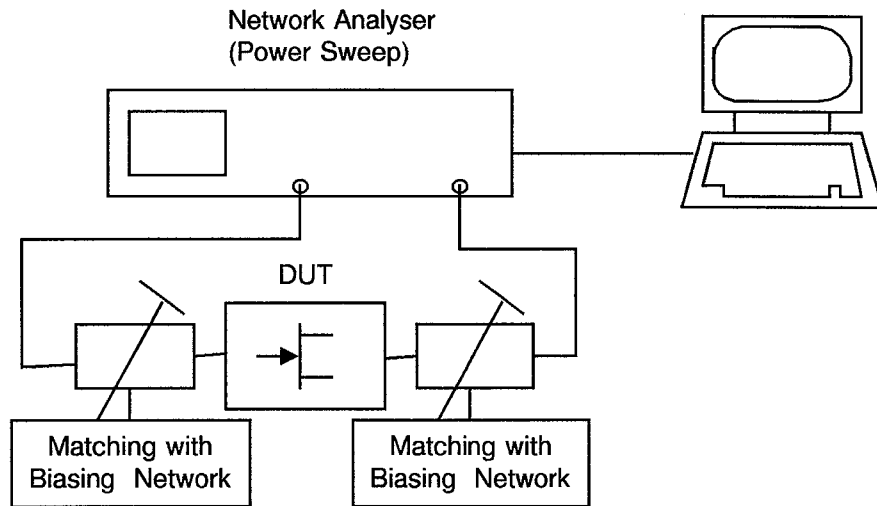 Network Analyser
(Power Sweep)
DUT
Matching with
Biasing Network
Matching with
Biasing Network